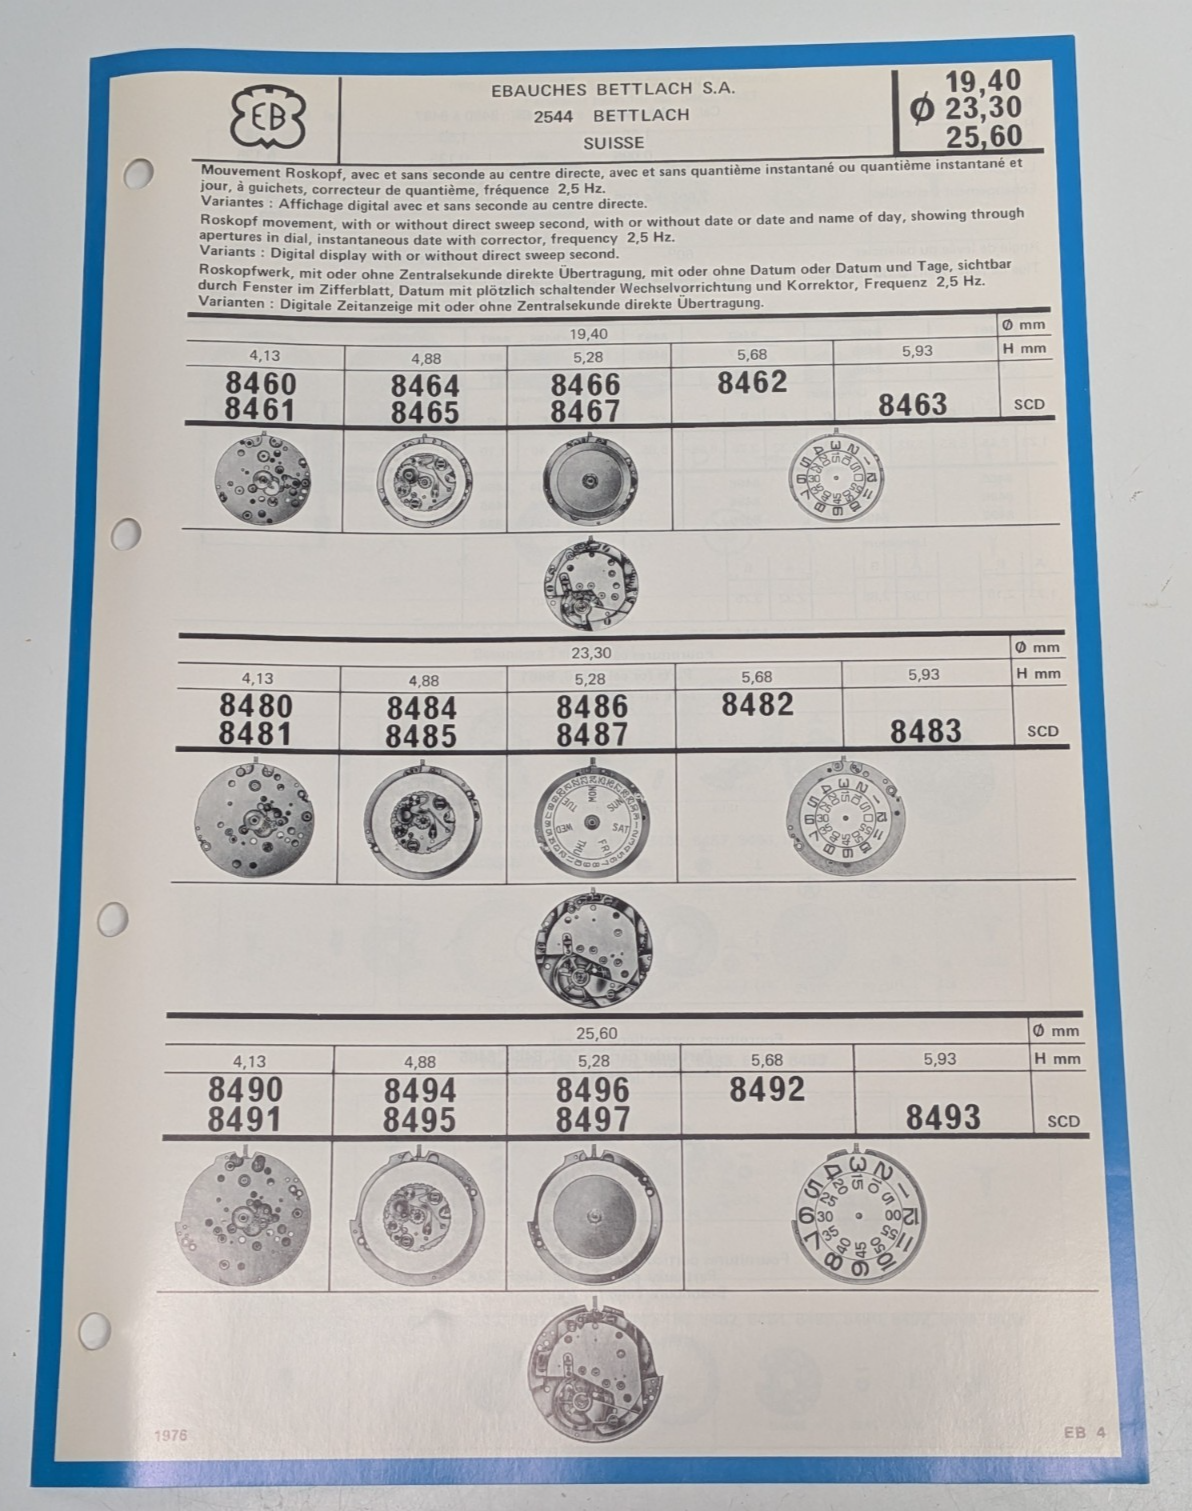 EB
EBAUCHES BETTLACH S.A.
2544 BETTLACH
SUISSE
19,40
Ø 23,30
25,60
Mouvement Roskopf, avec et sans seconde au centre directe, avec et sans quantième instantané ou quantième instantané et
jour, à guichets, correcteur de quantième, fréquence 2,5 Hz.
Variantes : Affichage digital avec et sans seconde au centre directe.
Roskopf movement, with or without direct sweep second, with or without date or date and name of day, showing through
apertures in dial, instantaneous date with corrector, frequency 2,5 Hz.
Variants : Digital display with or without direct sweep second.
Roskopfwerk, mit oder ohne Zentralsekunde direkte Übertragung, mit oder ohne Datum oder Datum und Tage, sichtbar
durch Fenster im Zifferblatt, Datum mit plötzlich schaltender Wechselvorrichtung und Korrektor, Frequenz 2,5 Hz.
Varianten : Digitale Zeitanzeige mit oder ohne Zentralsekunde direkte Übertragung.
19,40 Ø mm
4,13 4,88 5,28 5,68 5,93 H mm
8460 8464 8466 8462
8461 8465 8467 8463 SCD
23,30 Ø mm
4,13 4,88 5,28 5,68 5,93 H mm
8480 8484 8486 8482
8481 8485 8487 8483 SCD
MON
TUE SUN
WED SAT
THU FRI
25,60 Ø mm
4,13 4,88 5,28 5,68 5,93 H mm
8490 8494 8496 8492
8491 8495 8497 8493 SCD
1976 EB 4